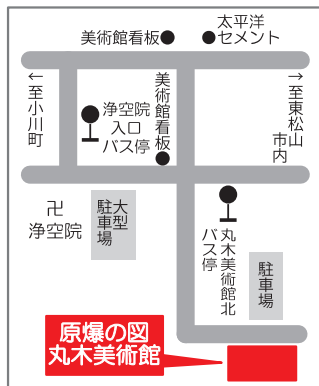 美術館看板
太平洋
セメント
←至小川町
浄空院
入口
バス停
美術館看板
→至東松山
市内
卍
浄空院
大型
駐車場
丸木美術館北
バス停
駐車場
原爆の図
丸木美術館